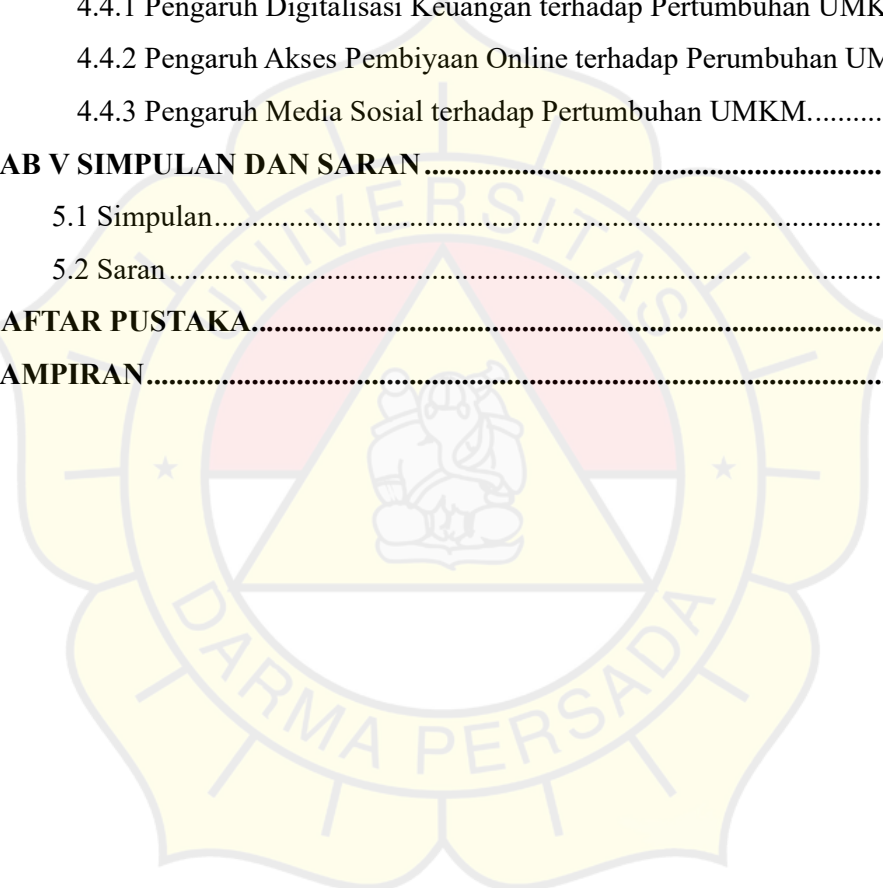 4.4.1 Pengaruh Digitalisasi Keuangan terhadap Pertumbuhan UMK
4.4.2 Pengaruh Akses Pembiyaan Online terhadap Perumbuhan UM
4.4.3 Pengaruh Media Sosial terhadap Pertumbuhan UMKM..........
AB V SIMPULAN DAN SARAN..............................................................
5.1 Simpulan.........................................................................................
5.2 Saran...............................................................................................
AFTAR PUSTAKA.....................................................................................
AMPIRAN...................................................................................................
UNIVERSITAS
DARMA PERSADA